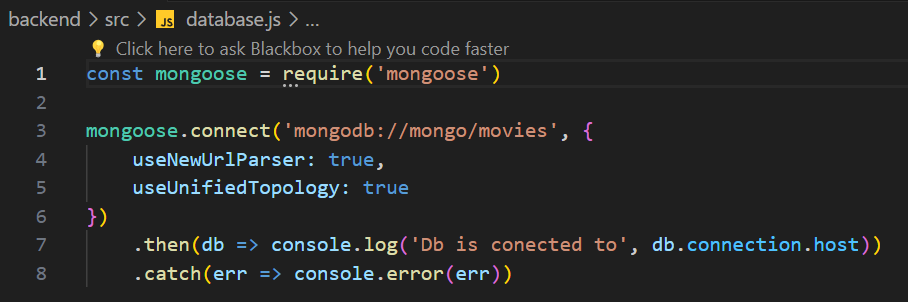 backend > src > JS database.js > ...
Click here to ask Blackbox to help you code faster
1 const mongoose = require('mongoose')
2
3 mongoose.connect('mongodb://mongo/movies', {
4     useNewUrlParser: true,
5     useUnifiedTopology: true
6 })
7     .then(db => console.log('Db is conected to', db.connection.host))
8     .catch(err => console.error(err))